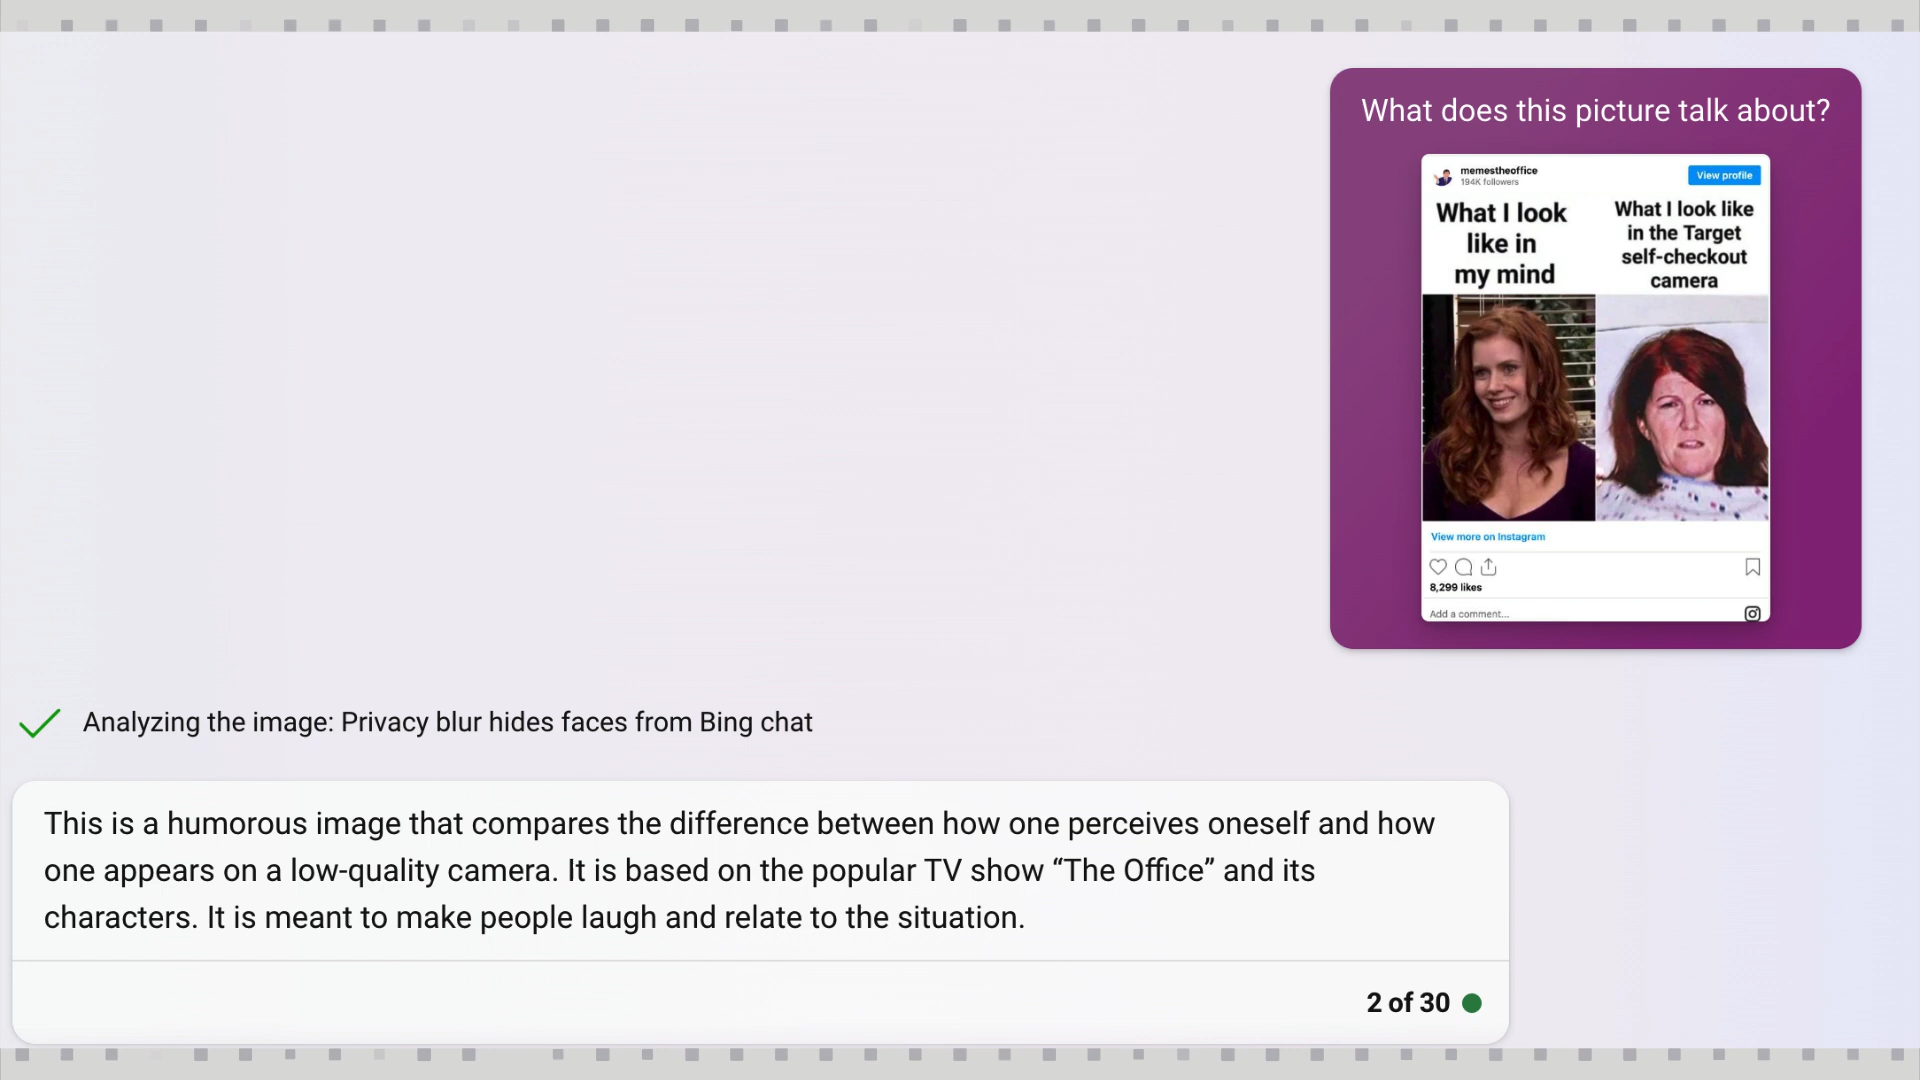 What does this picture talk about?
memestheoffice
194K followers
View profile
What I look
like in
my mind
What I look like
in the Target
self-checkout
camera
View more on Instagram
8,299 likes
Add a comment...
Analyzing the image: Privacy blur hides faces from Bing chat
This is a humorous image that compares the difference between how one perceives oneself and how
one appears on a low-quality camera. It is based on the popular TV show “The Office” and its
characters. It is meant to make people laugh and relate to the situation.
2 of 30